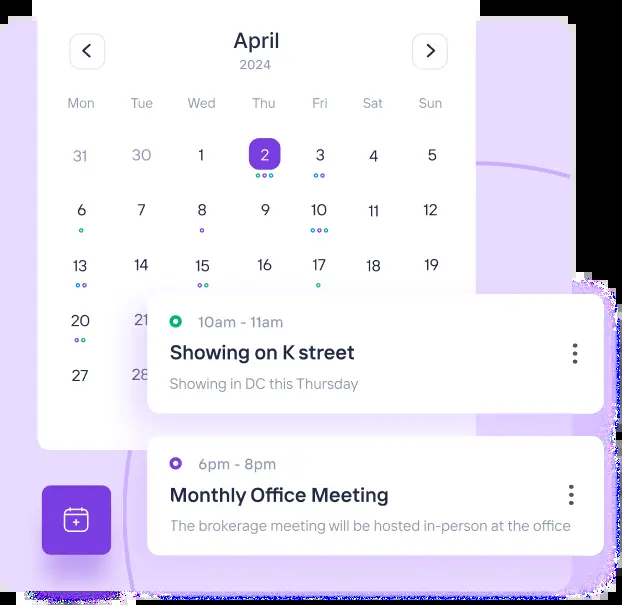 April
2024
Mon Tue Wed Thu Fri Sat Sun
31 30 1 2 3 4 5
6 7 8 9 10 11 12
13 14 15 16 17 18 19
20 21
27 28
10am - 11am
Showing on K street
Showing in DC this Thursday
6pm - 8pm
Monthly Office Meeting
The brokerage meeting will be hosted in-person at the office